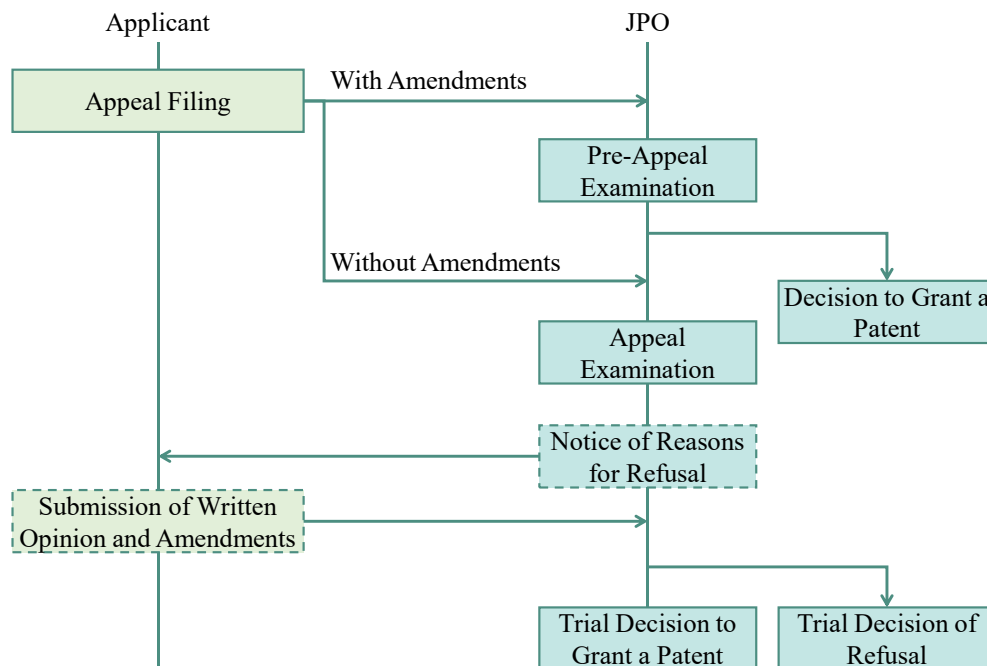 Applicant
JPO
With Amendments
Appeal Filing
Pre-Appeal
Examination
Without Amendments
Decision to Grant a
Patent
Appeal
Examination
Notice of Reasons
for Refusal
Submission of Written
Opinion and Amendments
Trial Decision to
Grant a Patent
Trial Decision of
Refusal